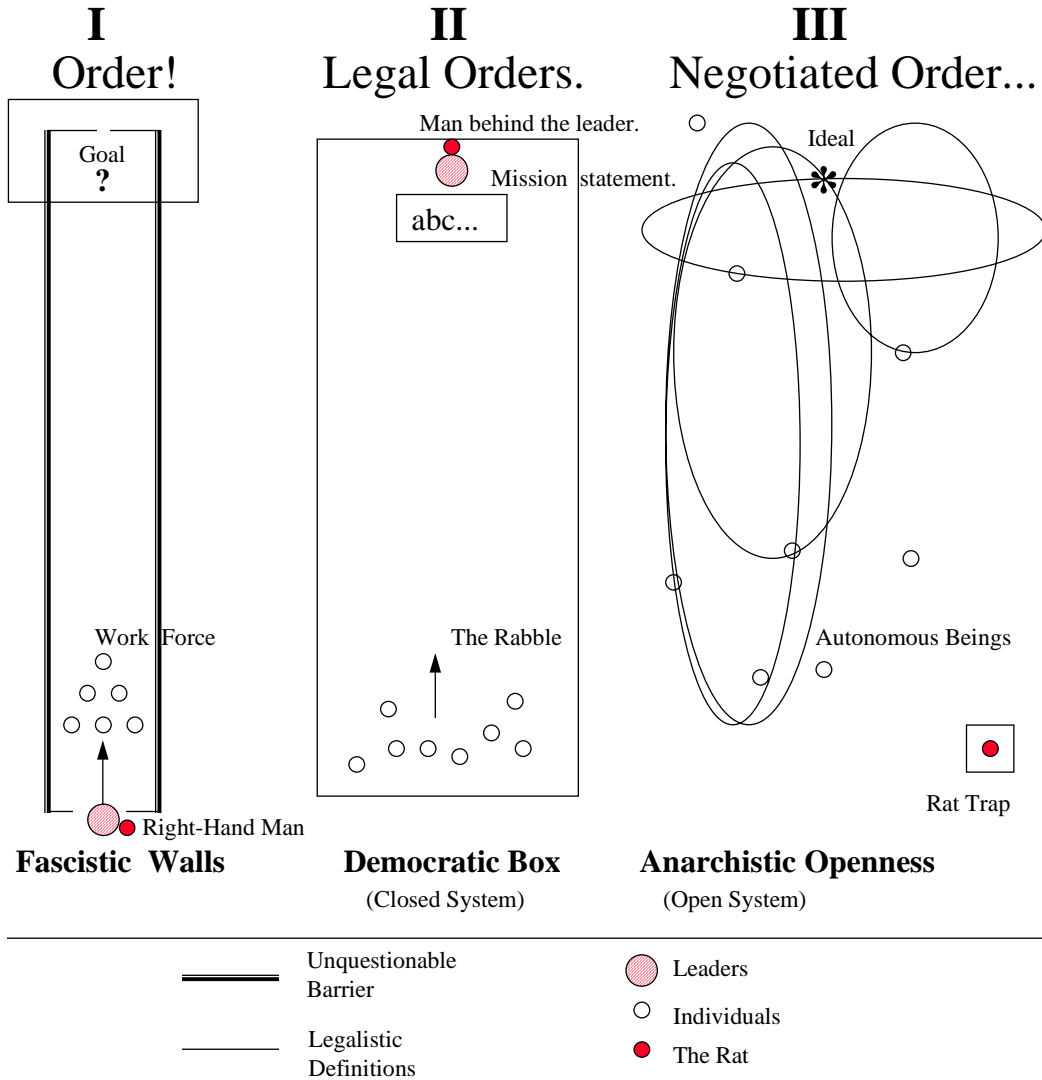 I
Order!
Goal
?
Work Force
Right-Hand Man
Fascistic Walls
II
Legal Orders.
Man behind the leader.
Mission statement.
abc...
The Rabble
Democratic Box
(Closed System)
III
Negotiated Order...
Ideal
Autonomous Beings
Rat Trap
Anarchistic Openness
(Open System)
Unquestionable
Barrier
Legalistic
Definitions
Leaders
Individuals
The Rat